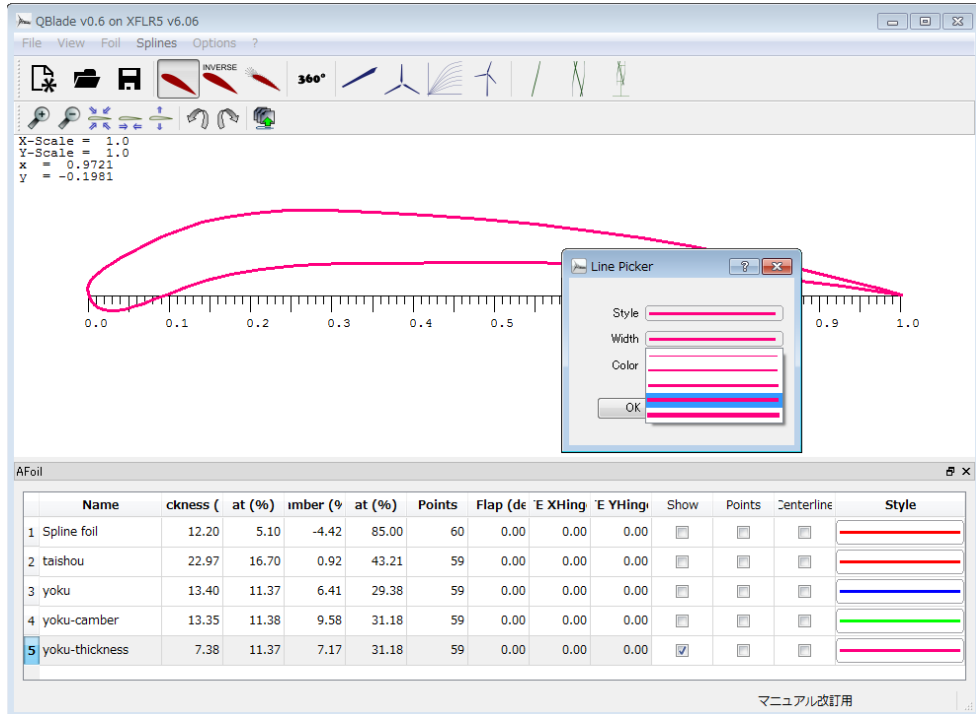 QBlade v0.6 on XFLR5 v6.06
File View Foil Splines Options ?
INVERSE
360°
X-Scale = 1.0
Y-Scale = 1.0
x = 0.9721
y = -0.1981
Line Picker
Style
Width
Color
OK
0.0 0.1 0.2 0.3 0.4 0.5 0.9 1.0
AFoil
Name ckness ( at (%) ımber (% at (%) Points Flap (de TE XHing TE YHing Show Points Centerline Style
1 Spline foil 12.20 5.10 -4.42 85.00 60 0.00 0.00 0.00
2 taishou 22.97 16.70 0.92 43.21 59 0.00 0.00 0.00
3 yoku 13.40 11.37 6.41 29.38 59 0.00 0.00 0.00
4 yoku-camber 13.35 11.38 9.58 31.18 59 0.00 0.00 0.00
5 yoku-thickness 7.38 11.37 7.17 31.18 59 0.00 0.00 0.00
マニュアル改訂用